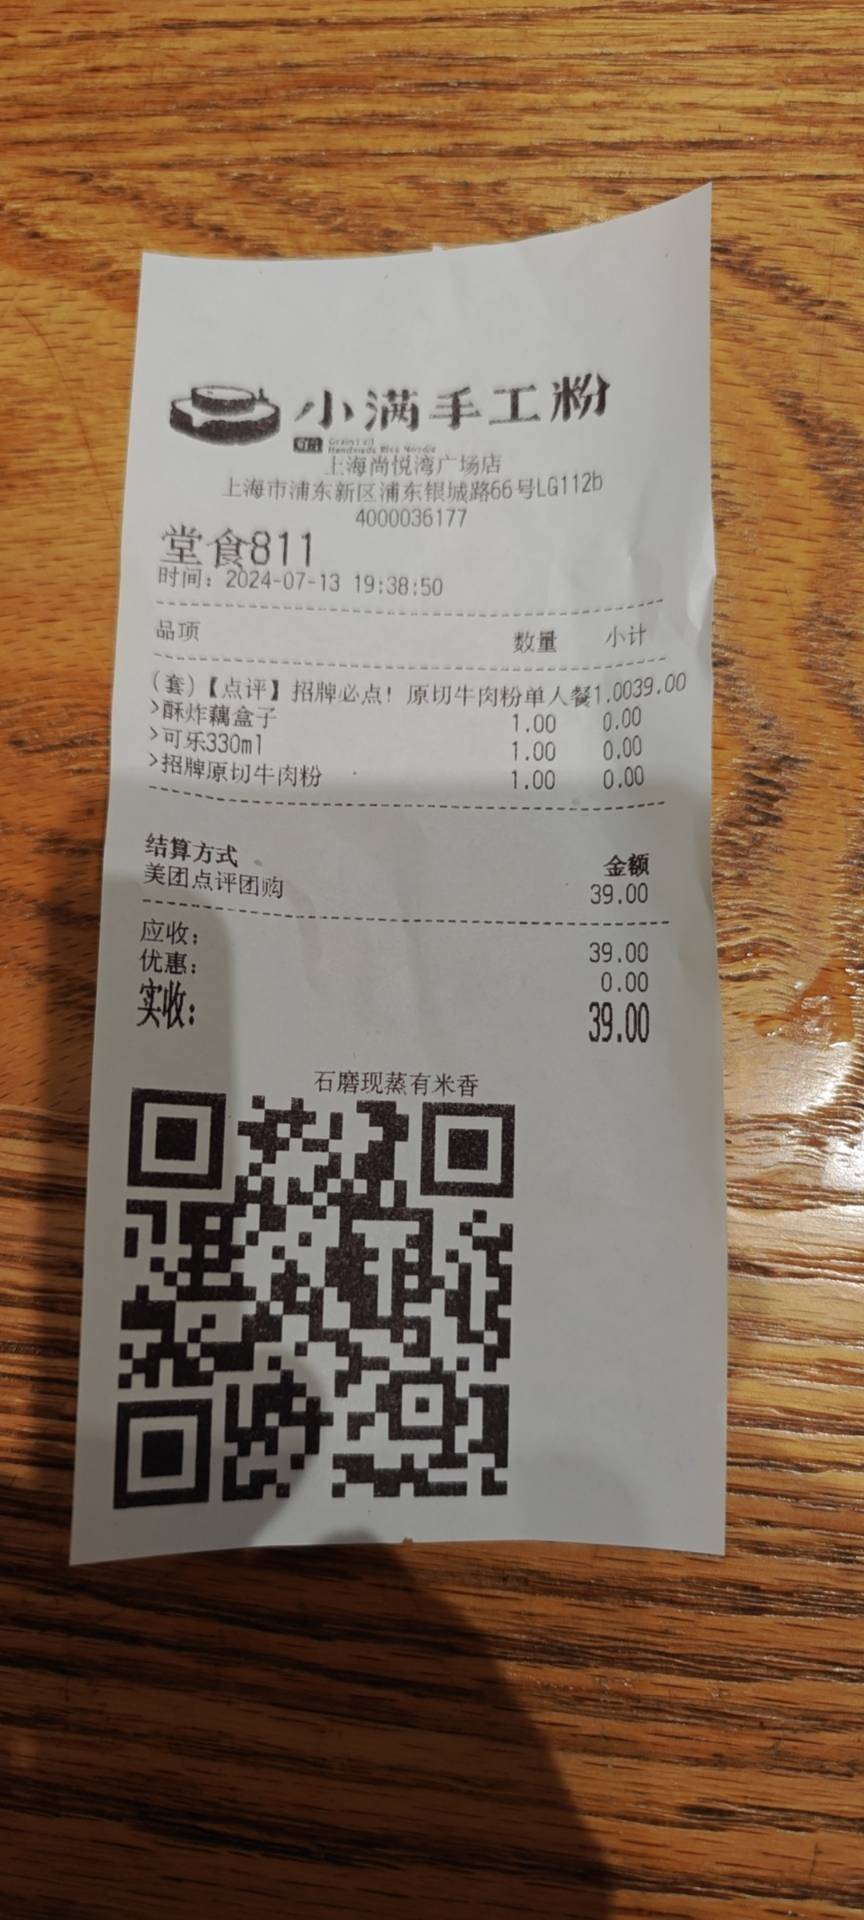 小满手工粉
Grain Full
Handmade Rice Noodle
上海尚悦湾广场店
上海市浦东新区浦东银城路66号LG112b
4000036177
堂食811
时间：2024-07-13 19:38:50
品项 数量 小计
（套）【点评】招牌必点！原切牛肉粉单人餐1.0039.00
>酥炸藕盒子 1.00 0.00
>可乐330ml 1.00 0.00
>招牌原切牛肉粉 1.00 0.00
结算方式 金额
美团点评团购 39.00
应收： 39.00
优惠： 0.00
实收： 39.00
石磨现蒸有米香